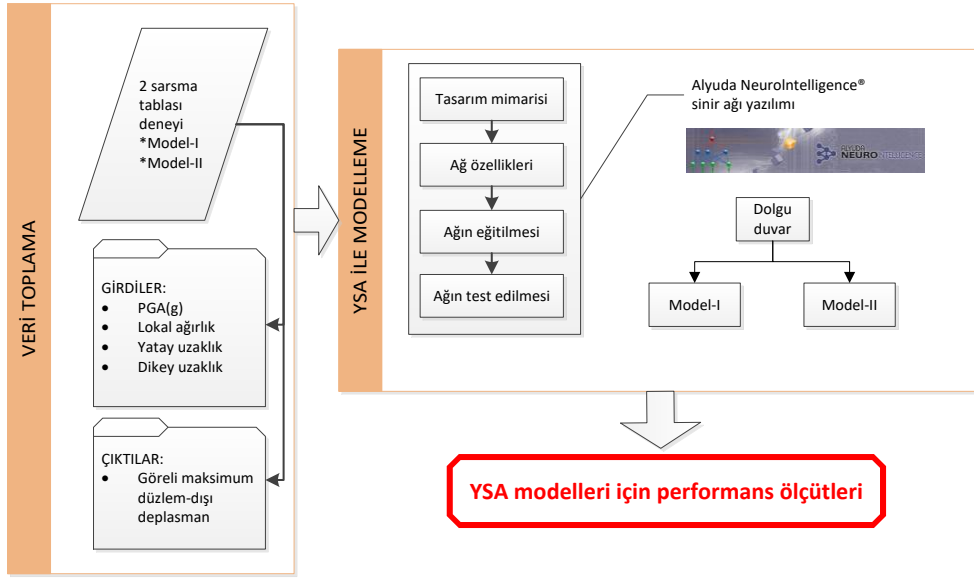 VERİ TOPLAMA
2 sarsma
tablası
deneyi
*Model-I
*Model-II
GİRDİLER:
• PGA(g)
• Lokal ağırlık
• Yatay uzaklık
• Dikey uzaklık
ÇIKTILAR:
• Göreli maksimum
düzlem-dışı
deplasman
YSA İLE MODELLEME
Tasarım mimarisi
Ağ özellikleri
Ağın eğitilmesi
Ağın test edilmesi
Alyuda NeuroIntelligence®
sinir ağı yazılımı
ALYUDA
NEUROINTELLIGENCE
Dolgu
duvar
Model-I
Model-II
YSA modelleri için performans ölçütleri